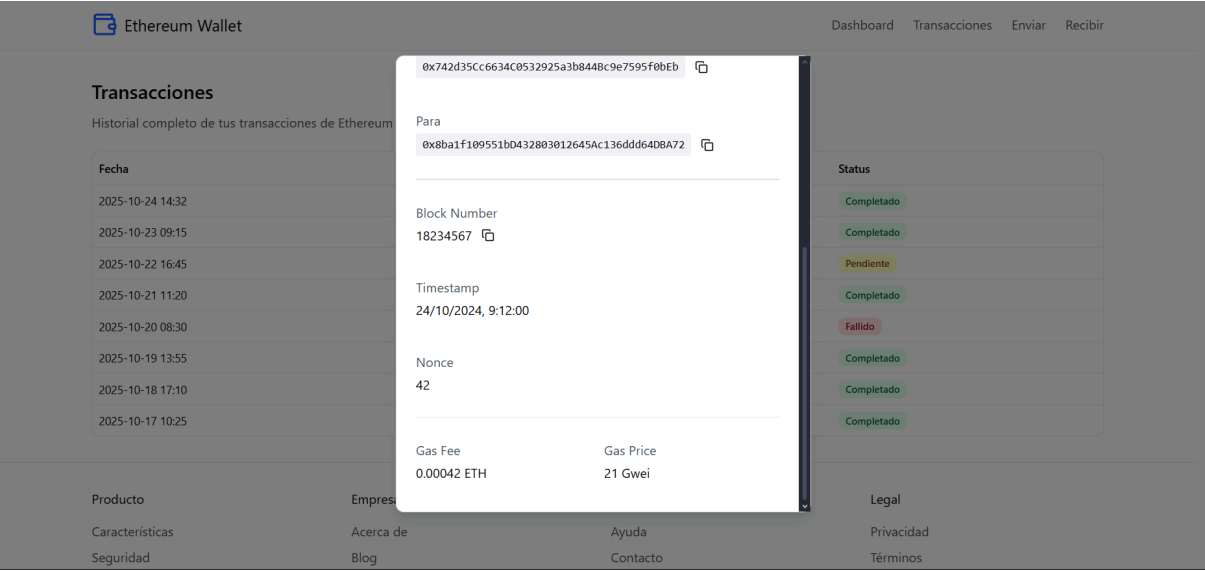 Ethereum Wallet
Dashboard Transacciones Enviar Recibir
0x742d35Cc6634C0532925a3b844Bc9e7595f0bEb
Transacciones
Historial completo de tus transacciones de Ethereum
Para
0x8ba1f109551bD432803012645Ac136ddd64DBA72
Fecha Status
2025-10-24 14:32 Completado
2025-10-23 09:15 Completado
2025-10-22 16:45 Pendiente
2025-10-21 11:20 Completado
2025-10-20 08:30 Fallido
2025-10-19 13:55 Completado
2025-10-18 17:10 Completado
2025-10-17 10:25 Completado
Block Number
18234567
Timestamp
24/10/2024, 9:12:00
Nonce
42
Gas Fee Gas Price
0.00042 ETH 21 Gwei
Producto Legal
Características Acerca de Ayuda Privacidad
Seguridad Blog Contacto Términos